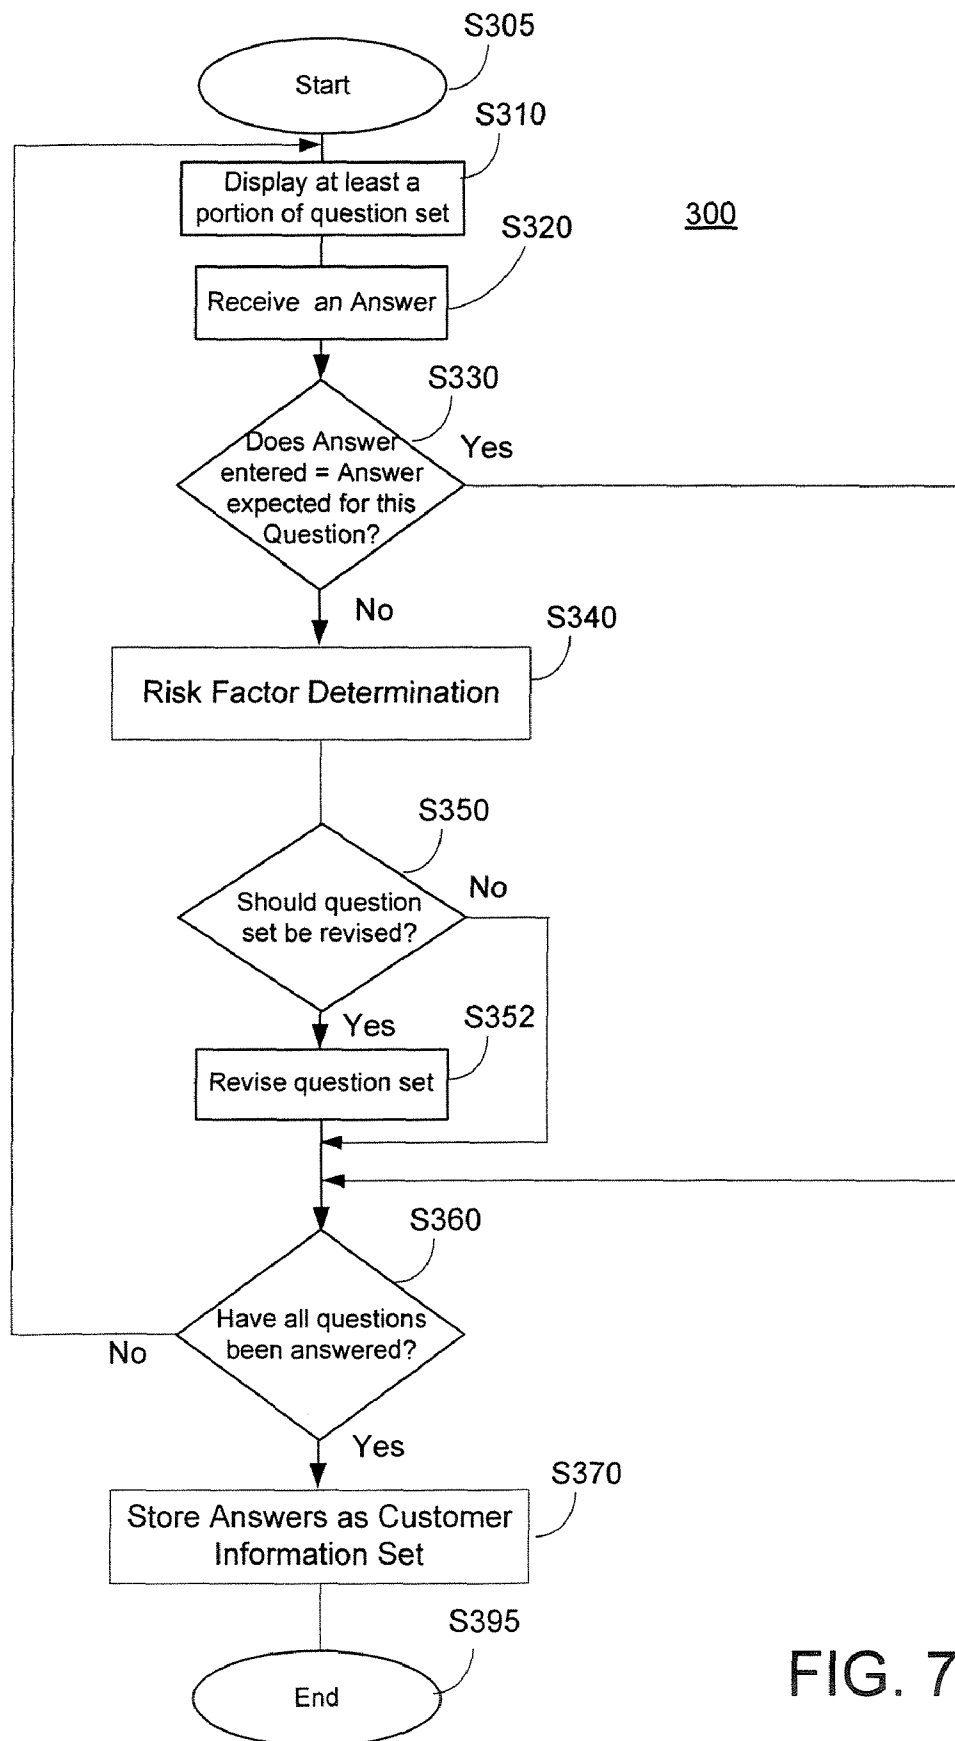 S305
Start
S310
Display at least a
portion of question set
300
S320
Receive an Answer
S330
Does Answer
entered = Answer
expected for this
Question?
Yes
No
S340
Risk Factor Determination
S350
Should question
set be revised?
No
Yes
S352
Revise question set
S360
Have all questions
been answered?
No
Yes
S370
Store Answers as Customer
Information Set
S395
End
FIG. 7